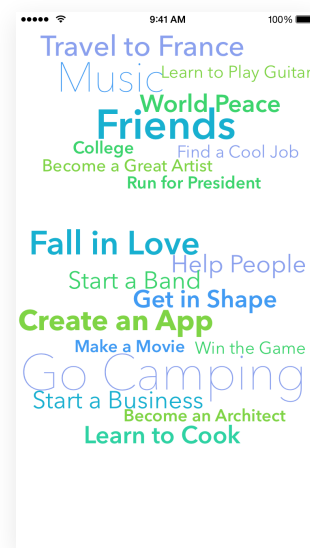 9:41 AM 100%
Travel to France
Music
Learn to Play Guitar
World Peace
Friends
College
Find a Cool Job
Become a Great Artist
Run for President
Fall in Love
Help People
Start a Band
Get in Shape
Create an App
Make a Movie
Win the Game
Go Camping
Start a Business
Become an Architect
Learn to Cook